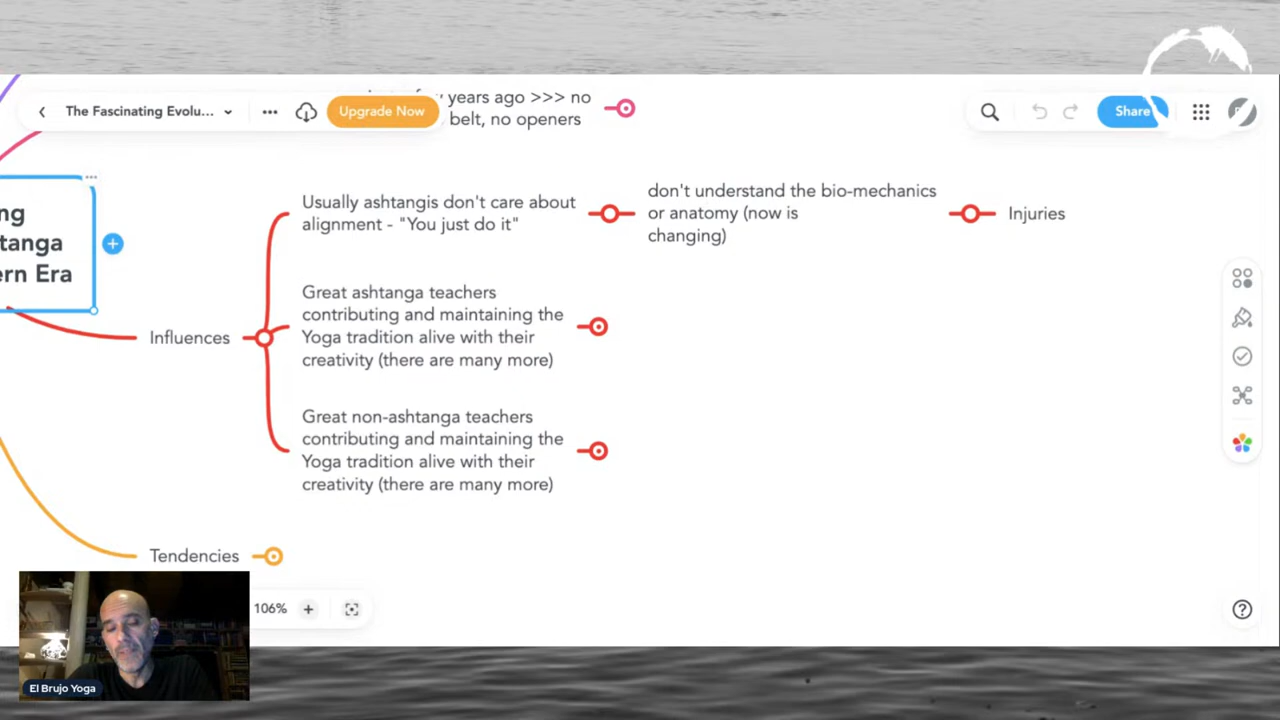 years ago >>> no
belt, no openers
The Fascinating Evolu...
Upgrade Now
Share
Usually ashtangis don't care about
alignment - "You just do it"
don't understand the bio-mechanics
or anatomy (now is
changing)
Injuries
ng
tanga
ern Era
Great ashtanga teachers
contributing and maintaining the
Yoga tradition alive with their
creativity (there are many more)
Influences
Great non-ashtanga teachers
contributing and maintaining the
Yoga tradition alive with their
creativity (there are many more)
Tendencies
106%
El Brujo Yoga